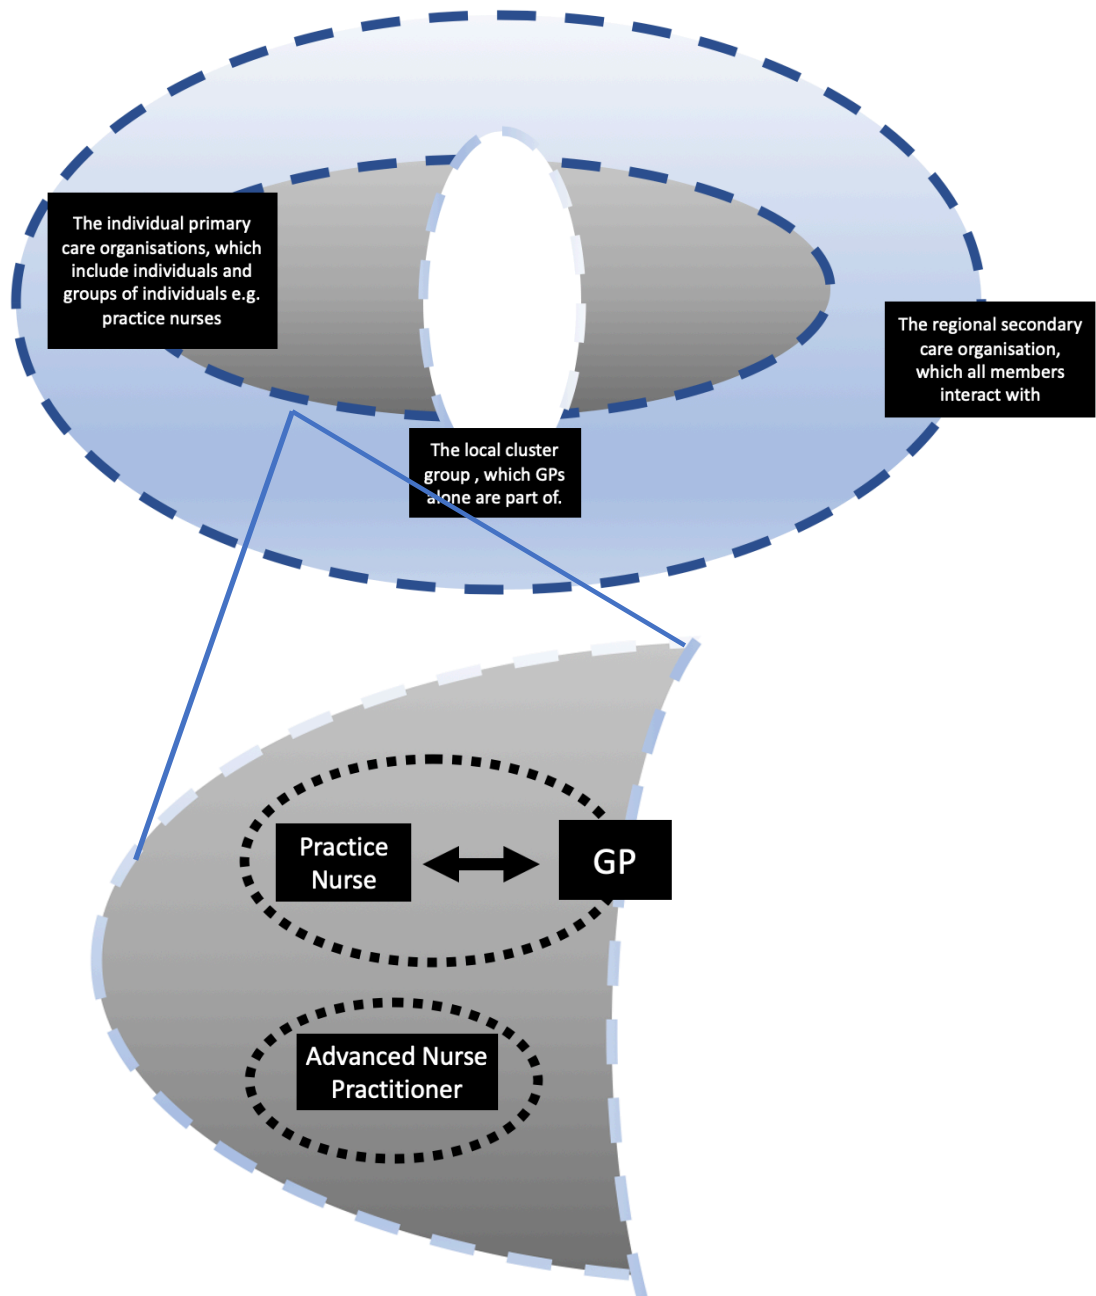 The individual primary
care organisations, which
include individuals and
groups of individuals e.g.
practice nurses
The regional secondary
care organisation,
which all members
interact with
The local cluster
group , which GPs
alone are part of.
Practice
Nurse
GP
Advanced Nurse
Practitioner